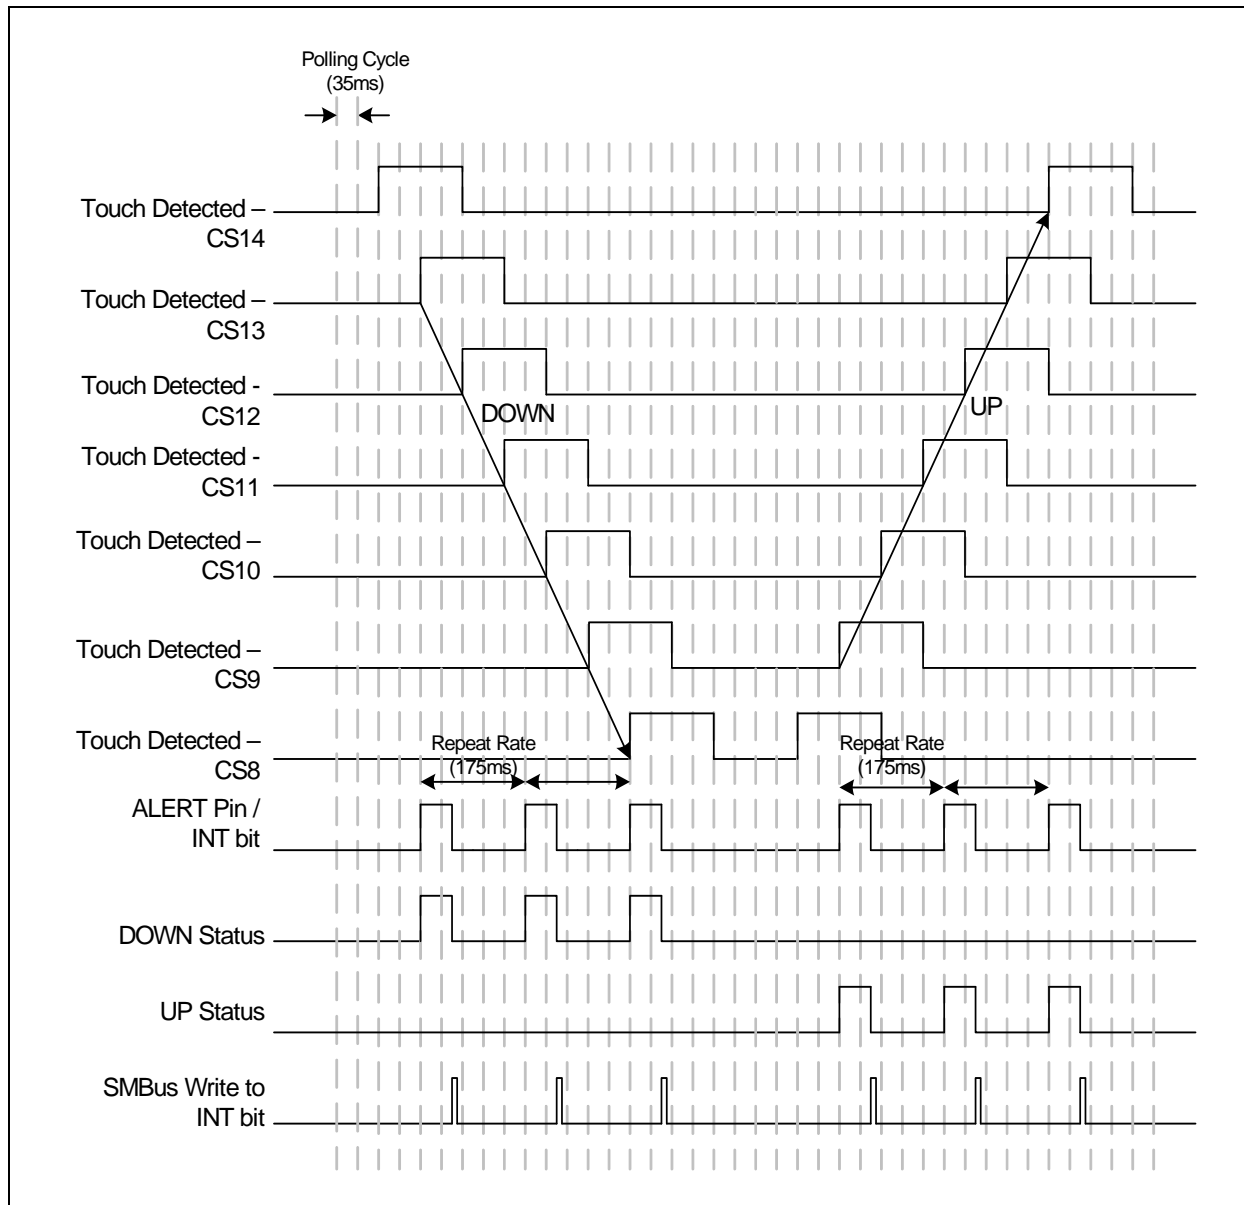 Polling Cycle
(35ms)
Touch Detected –
CS14
Touch Detected –
CS13
Touch Detected -
CS12
DOWN
UP
Touch Detected -
CS11
Touch Detected –
CS10
Touch Detected –
CS9
Touch Detected –
CS8
Repeat Rate
(175ms)
Repeat Rate
(175ms)
ALERT Pin /
INT bit
DOWN Status
UP Status
SMBus Write to
INT bit